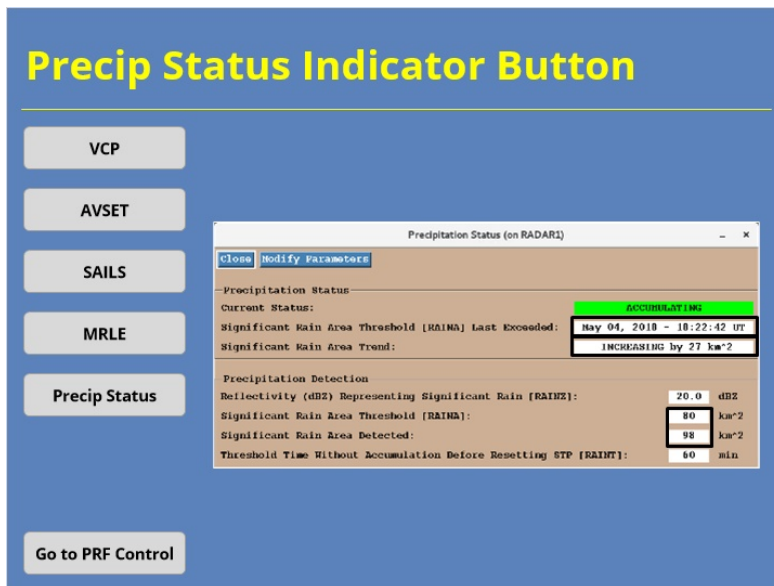 Precip Status Indicator Button
VCP
AVSET
SAILS
MRLE
Precip Status
Go to PRF Control
Precipitation Status (on RADAR1)
Close Modify Parameters
Precipitation Status
Current Status: ACCUMULATING
Significant Rain Area Threshold [RAINA] Last Exceeded: May 04, 2018 - 18:22:42 UT
Significant Rain Area Trend: INCREASING by 27 km^2
Precipitation Detection
Reflectivity (dBZ) Representing Significant Rain [RAINZ]: 20.0 dBZ
Significant Rain Area Threshold [RAINA]: 80 km^2
Significant Rain Area Detected: 98 km^2
Threshold Time Without Accumulation Before Resetting STP [RAINT]: 60 min